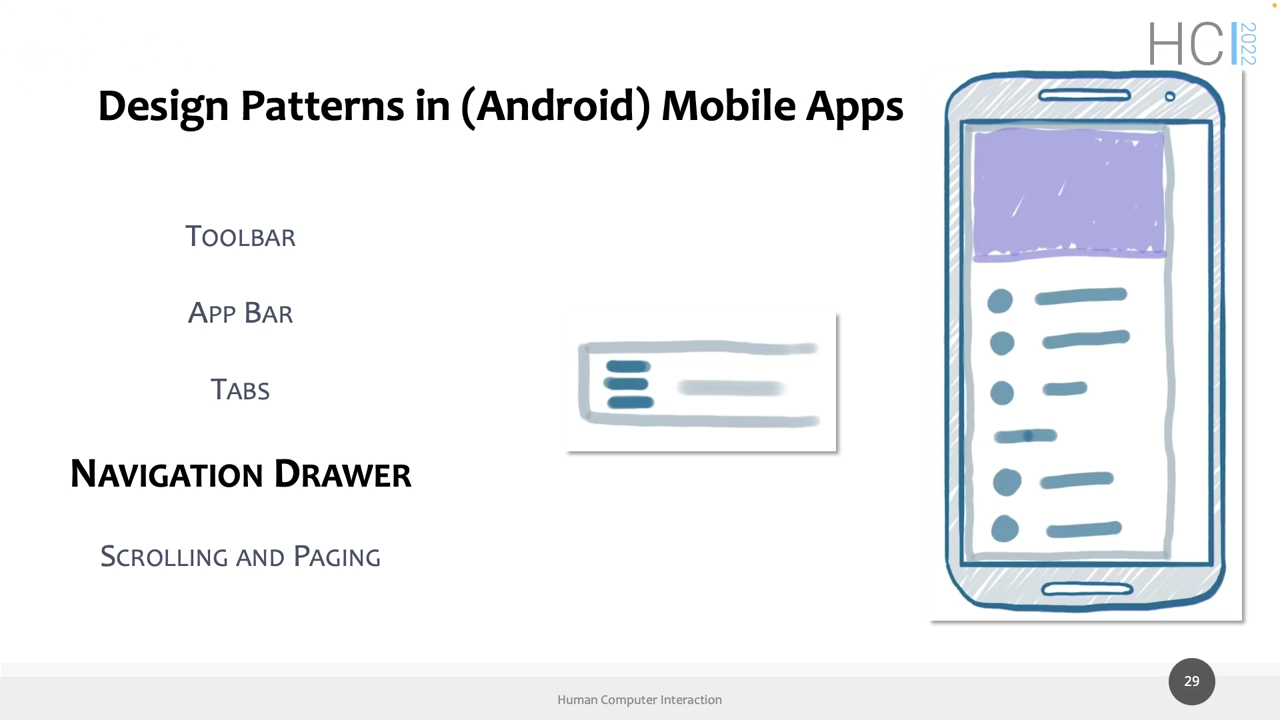 HCI 2022
Design Patterns in (Android) Mobile Apps
Toolbar
App Bar
Tabs
Navigation Drawer
Scrolling and Paging
29
Human Computer Interaction